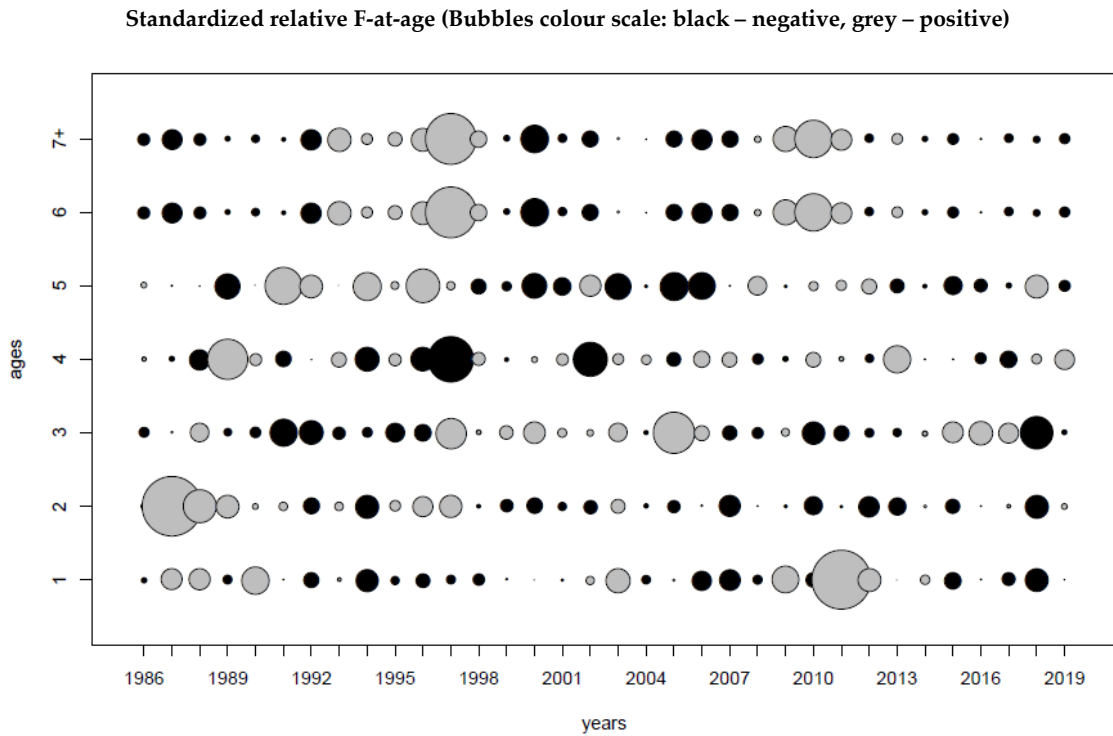 Standardized relative F-at-age (Bubbles colour scale: black – negative, grey – positive)
ages
7+
6
5
4
3
2
1
1986 1989 1992 1995 1998 2001 2004 2007 2010 2013 2016 2019
years